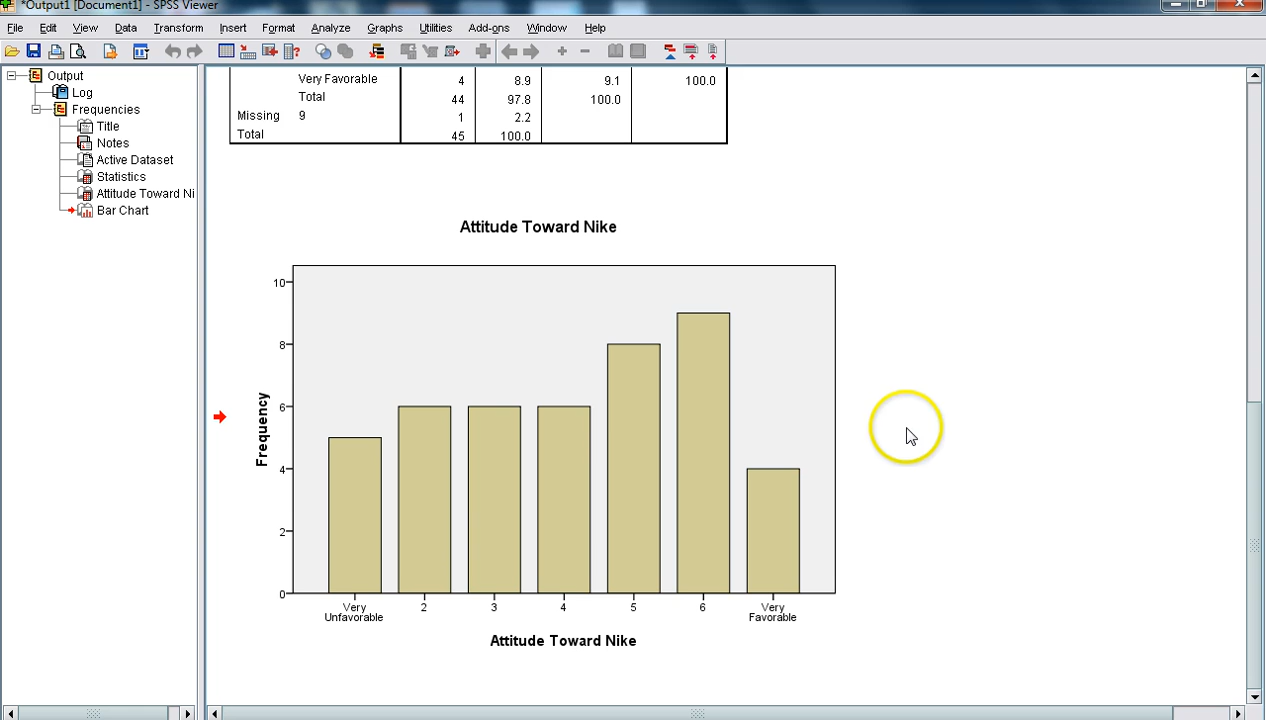 *Output1 [Document1] - SPSS Viewer
File Edit View Data Transform Insert Format Analyze Graphs Utilities Add-ons Window Help
Output
Log
Frequencies
Title
Notes
Active Dataset
Statistics
Attitude Toward Ni
Bar Chart
Very Favorable 4 8.9 9.1 100.0
Total 44 97.8 100.0
Missing 9 1 2.2
Total 45 100.0
Attitude Toward Nike
Frequency
10
8
6
4
2
0
Very Unfavorable
2
3
4
5
6
Very Favorable
Attitude Toward Nike